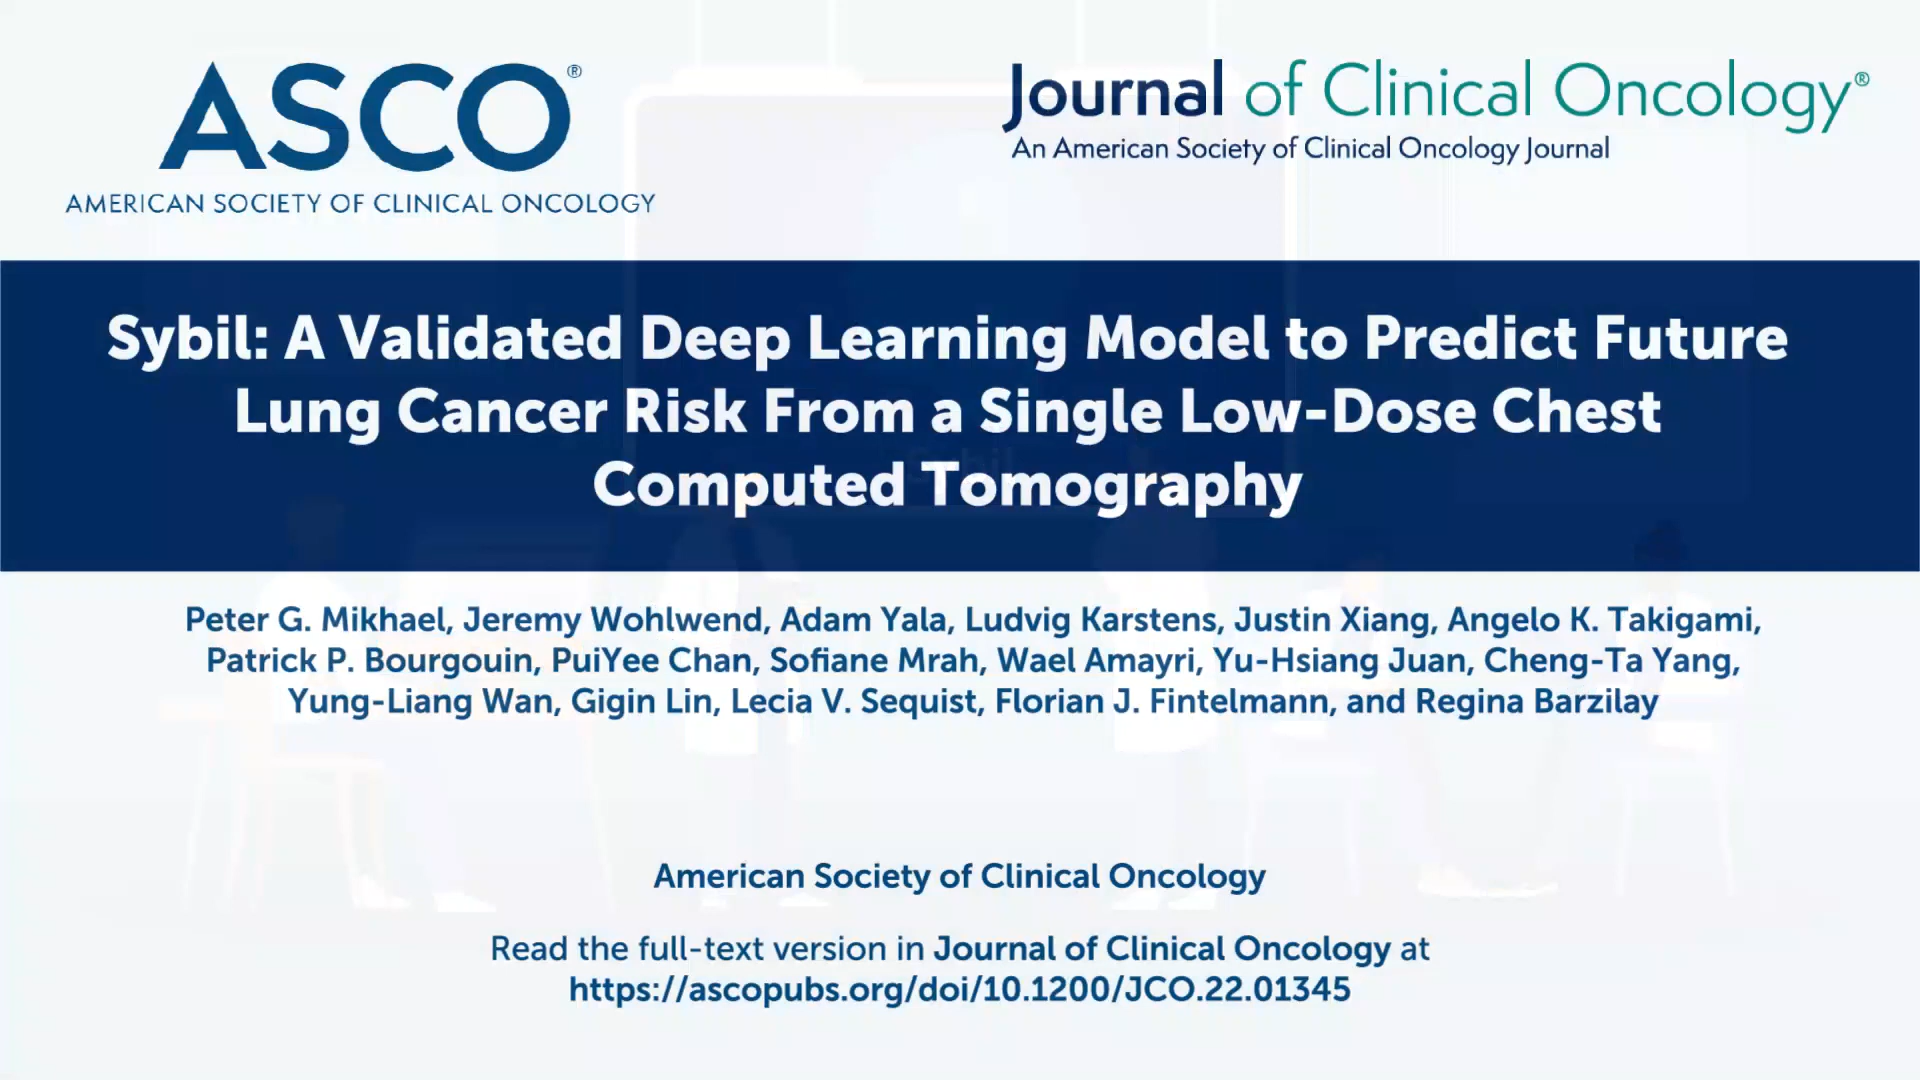 ASCO®
AMERICAN SOCIETY OF CLINICAL ONCOLOGY
Journal of Clinical Oncology®
An American Society of Clinical Oncology Journal
Sybil: A Validated Deep Learning Model to Predict Future
Lung Cancer Risk From a Single Low-Dose Chest
Computed Tomography
Peter G. Mikhael, Jeremy Wohlwend, Adam Yala, Ludvig Karstens, Justin Xiang, Angelo K. Takigami,
Patrick P. Bourgouin, PuiYee Chan, Sofiane Mrah, Wael Amayri, Yu-Hsiang Juan, Cheng-Ta Yang,
Yung-Liang Wan, Gigin Lin, Lecia V. Sequist, Florian J. Fintelmann, and Regina Barzilay
American Society of Clinical Oncology
Read the full-text version in Journal of Clinical Oncology at
https://ascopubs.org/doi/10.1200/JCO.22.01345